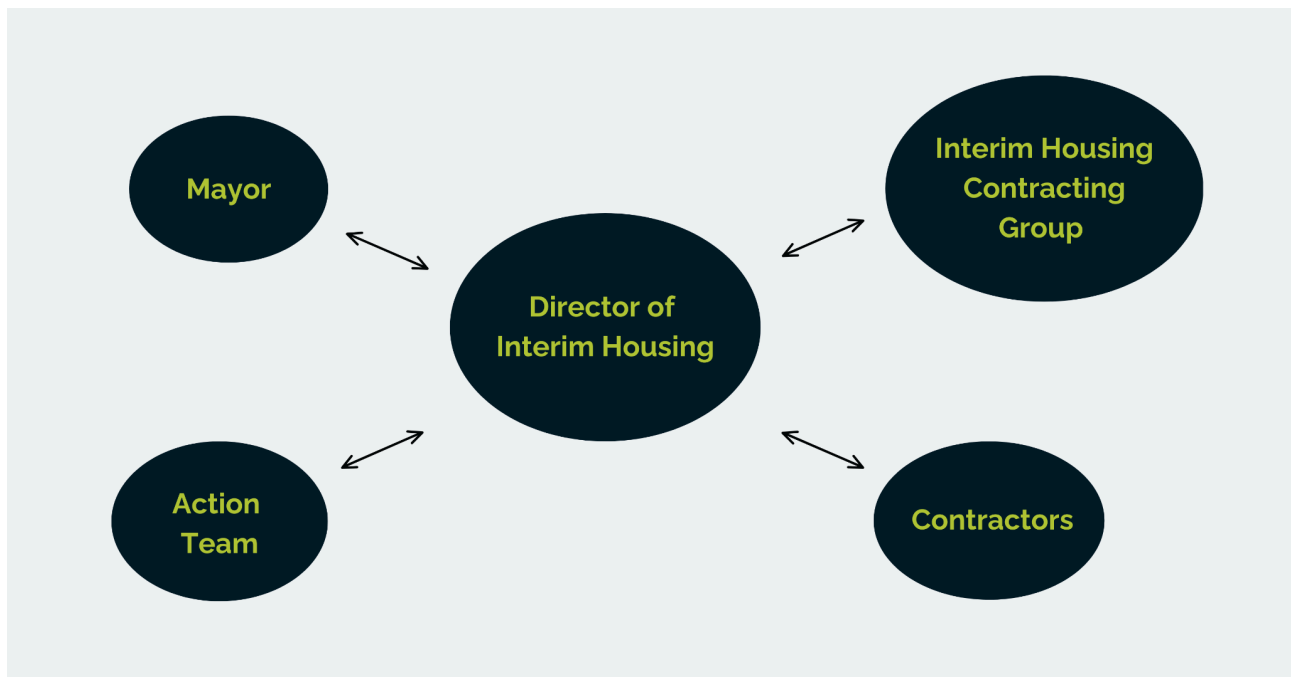 Mayor
Interim Housing
Contracting
Group
Director of
Interim Housing
Action
Team
Contractors